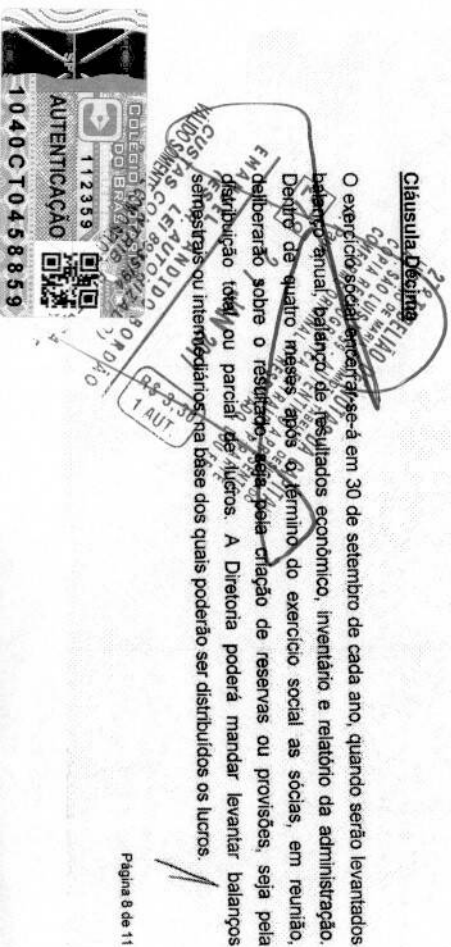 Cláusula Décima
O exercício social encerrar-se-á em 30 de setembro de cada ano, quando serão levantados
balanço anual, balanço de resultados econômico, inventário e relatório da administração.
Dentro de quatro meses após o término do exercício social as sócias, em reunião,
deliberarão sobre o resultado seja pela criação de reservas ou provisões, seja pela
distribuição total ou parcial de lucros. A Diretoria poderá mandar levantar balanços
semestrais ou intermediários, na base dos quais poderão ser distribuídos os lucros.
Página 8 de 11
JAN
R$ 3,30
1 AUT.
COLEGIO
DO BRASIL
112359
AUTENTICAÇÃO
1040CT0458859